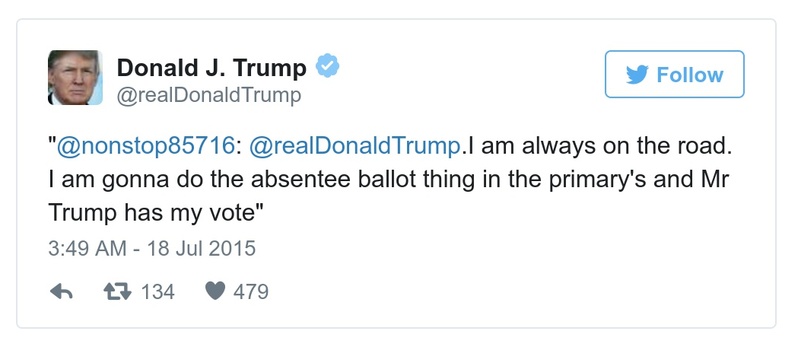 Donald J. Trump
@realDonaldTrump
Follow
"@nonstop85716: @realDonaldTrump.I am always on the road.
I am gonna do the absentee ballot thing in the primary's and Mr
Trump has my vote"
3:49 AM - 18 Jul 2015
134 479